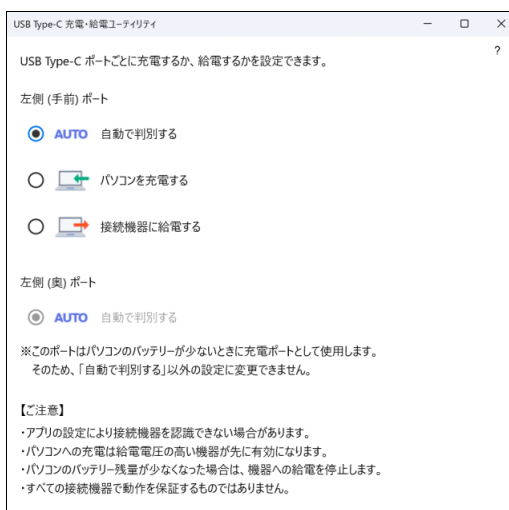 USB Type-C 充電・給電ユーティリティ
?
USB Type-C ポートごとに充電するか、給電するかを設定できます。
左側 (手前) ポート
AUTO 自動で判別する
パソコンを充電する
接続機器に給電する
左側 (奥) ポート
AUTO 自動で判別する
※このポートはパソコンのバッテリーが少ないときに充電ポートとして使用します。
そのため、「自動で判別する」以外の設定に変更できません。
【ご注意】
・アプリの設定により接続機器を認識できない場合があります。
・パソコンへの充電は給電電圧の高い機器が先に有効になります。
・パソコンのバッテリー残量が少なくなった場合は、機器への給電を停止します。
・すべての接続機器で動作を保証するものではありません。